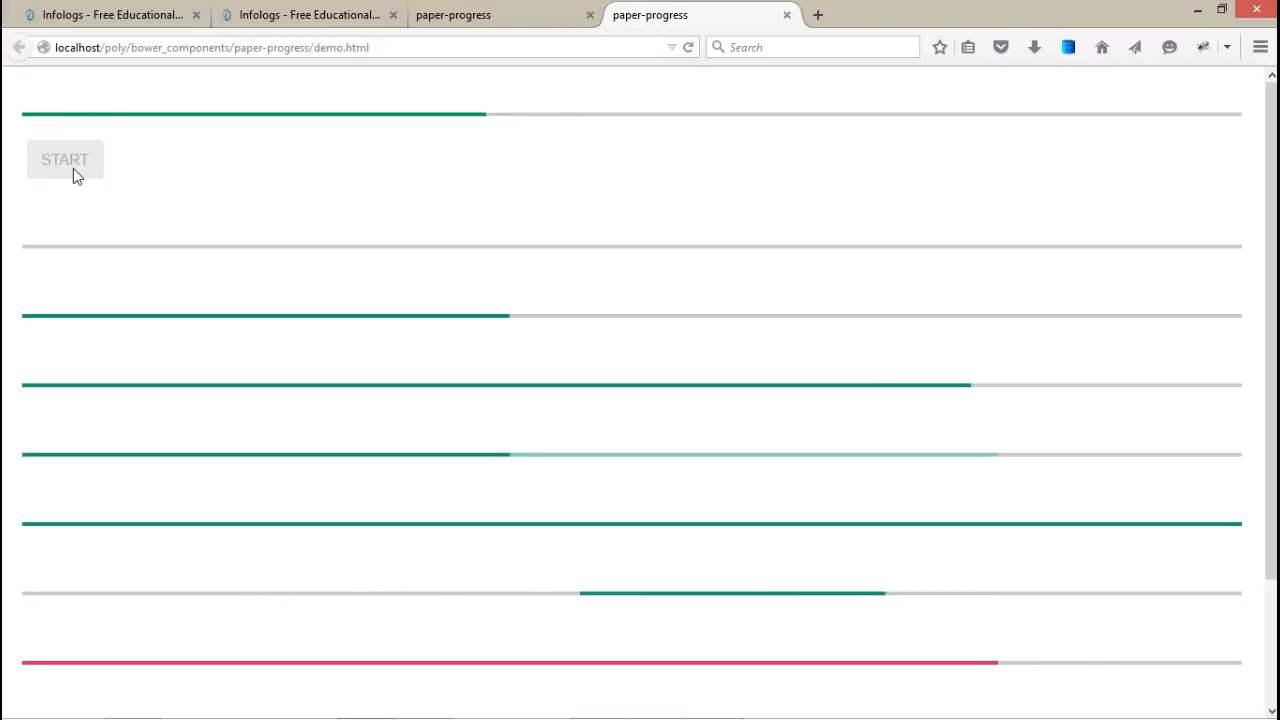 Infologs - Free Educational...
Infologs - Free Educational...
paper-progress
paper-progress
localhost/poly/bower_components/paper-progress/demo.html
Search
START